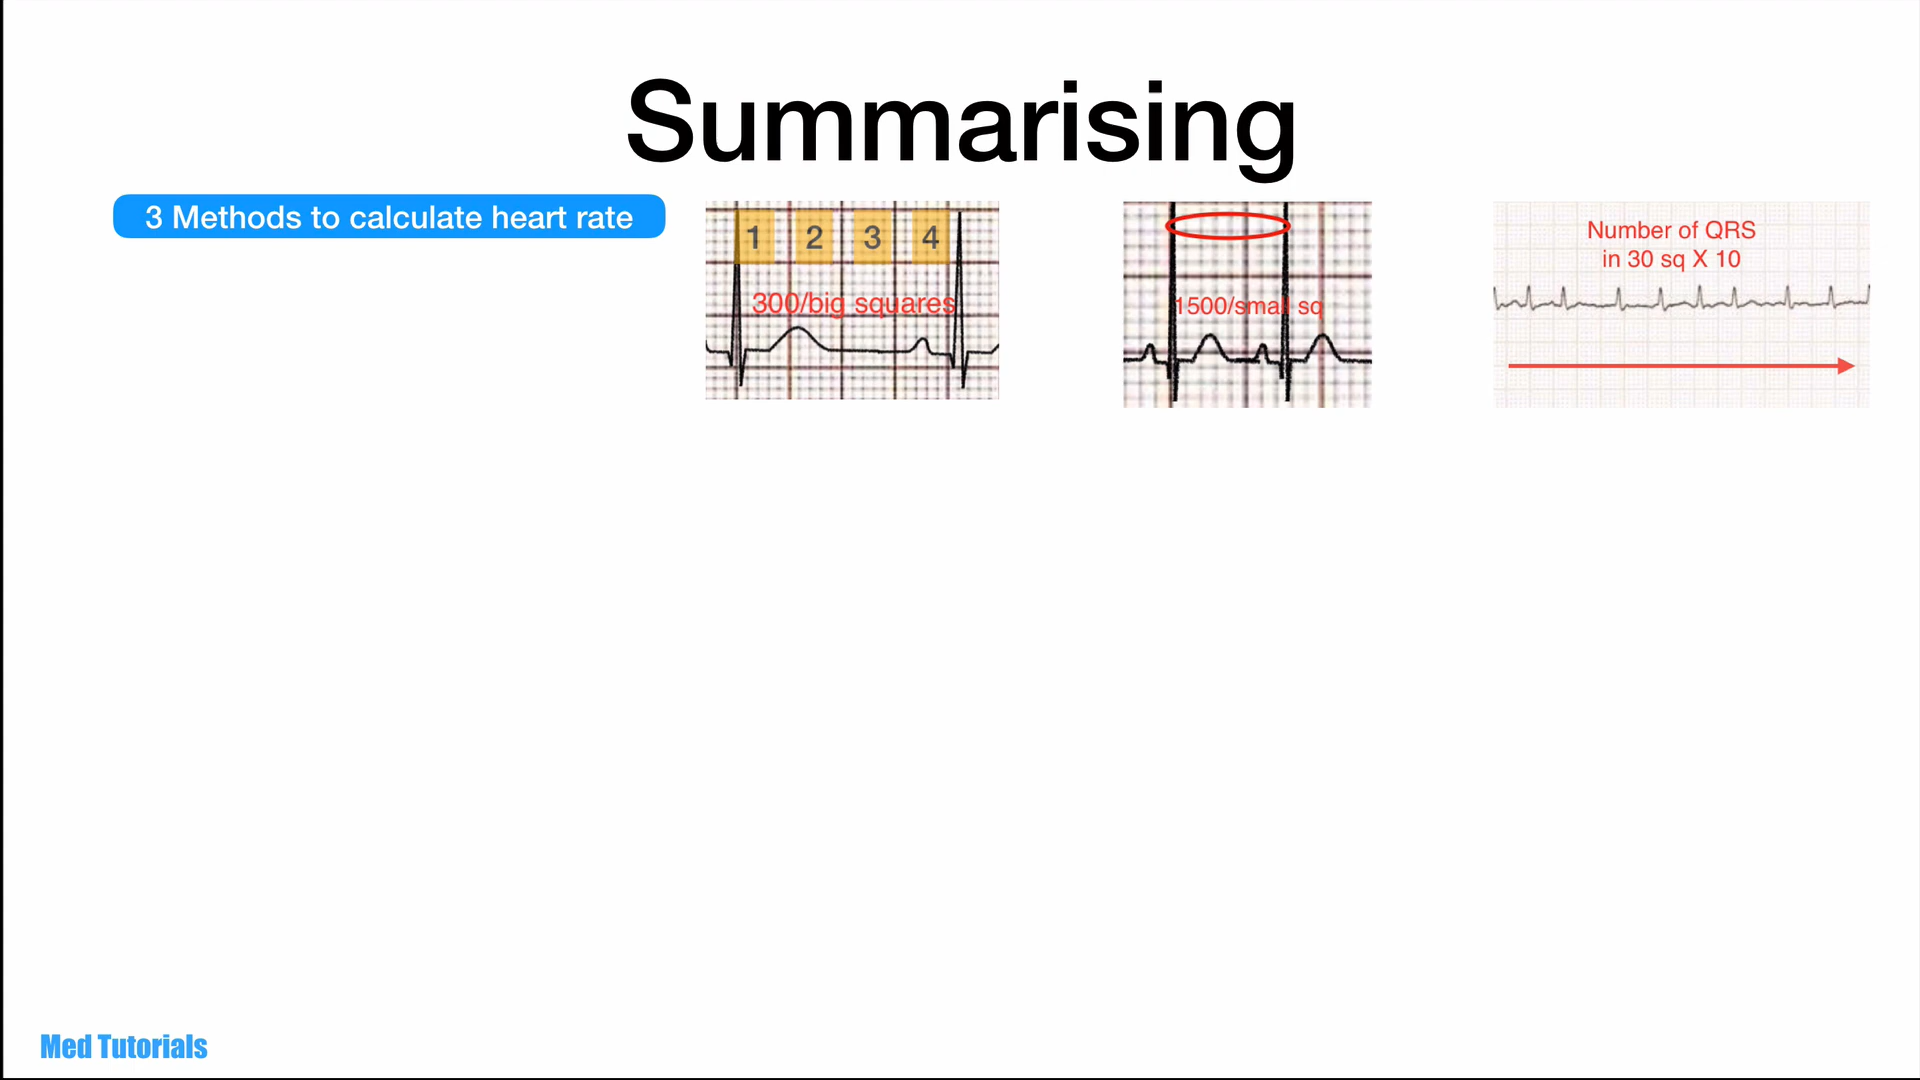 Summarising
3 Methods to calculate heart rate
1 2 3 4
300/big squares
1500/small sq
Number of QRS
in 30 sq X 10
Med Tutorials